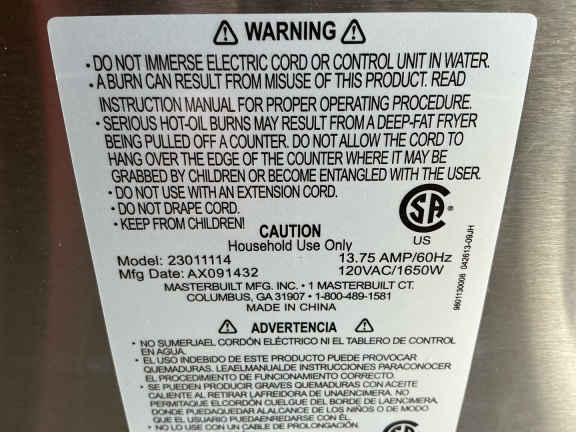 WARNING
• DO NOT IMMERSE ELECTRIC CORD OR CONTROL UNIT IN WATER.
• A BURN CAN RESULT FROM MISUSE OF THIS PRODUCT. READ
INSTRUCTION MANUAL FOR PROPER OPERATING PROCEDURE.
• SERIOUS HOT-OIL BURNS MAY RESULT FROM A DEEP-FAT FRYER
BEING PULLED OFF A COUNTER. DO NOT ALLOW THE CORD TO
HANG OVER THE EDGE OF THE COUNTER WHERE IT MAY BE
GRABBED BY CHILDREN OR BECOME ENTANGLED WITH THE USER.
• DO NOT USE WITH AN EXTENSION CORD.
• DO NOT DRAPE CORD.
• KEEP FROM CHILDREN!
SA ®
US
CAUTION
Household Use Only
Model: 23011114 13.75 AMP/60Hz
Mfg Date: AX091432 120VAC/1650W
MASTERBUILT MFG. INC. • 1 MASTERBUILT CT.
COLUMBUS, GA 31907 • 1-800-489-1581
MADE IN CHINA
9801130008 042613-09JH
ADVERTENCIA
• NO SUMERJAEL CORDÓN ELÉCTRICO NI EL TABLERO DE CONTROL
EN AGUA.
• EL USO INDEBIDO DE ESTE PRODUCTO PUEDE PROVOCAR
QUEMADURAS. LEAELMANUALDE INSTRUCCIONES PARACONOCER
EL PROCEDIMIENTO DE FUNCIONAMIENTO CORRECTO.
• SE PUEDEN PRODUCIR GRAVES QUEMADURAS CON ACEITE
CALIENTE AL RETIRAR LAFREIDORA DE UNAENCIMERA. NO
PERMITAQUE ELCORDÓN CUELGUE DEL BORDE DE LAENCIMERA,
DONDE PUEDAQUEDAR ALALCANCE DE LOS NIÑOS O DE MODO
QUE EL USUARIO PUEDAENREDARSE CON ÉL.
• NO LO USE CON UN CABLE DE PROLONGACIÓN.